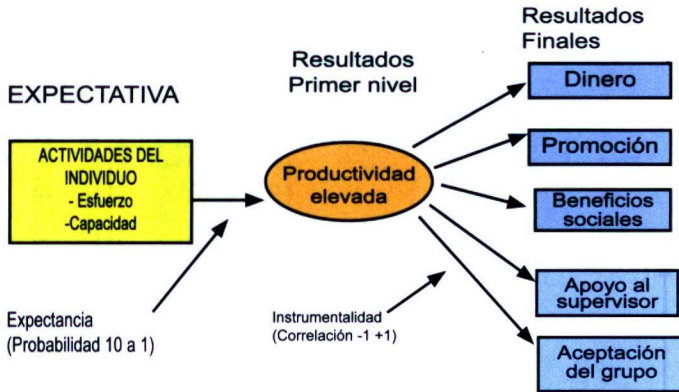 EXPECTATIVA
ACTIVIDADES DEL
INDIVIDUO
- Esfuerzo
-Capacidad
Expectancia
(Probabilidad 10 a 1)
Resultados
Primer nivel
Productividad
elevada
Instrumentalidad
(Correlación -1 +1)
Resultados
Finales
Dinero
Promoción
Beneficios
sociales
Apoyo al
supervisor
Aceptación
del grupo